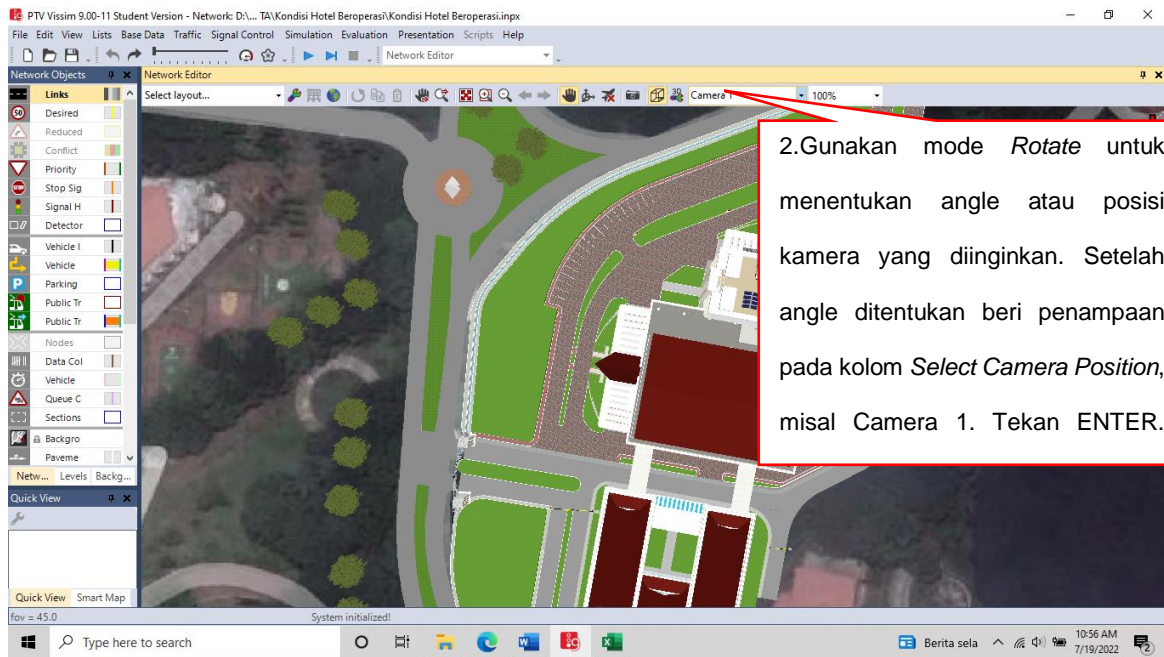 PTV Vissim 9.00-11 Student Version - Network: D:\... TA\Kondisi Hotel Beroperasi\Kondisi Hotel Beroperasi.inpx
File Edit View Lists Base Data Traffic Signal Control Simulation Evaluation Presentation Scripts Help
Network Editor
Network Objects
Network Editor
Select layout...
Camera 1
100%
Links
50 Desired
Reduced
Conflict
Priority
STOP Stop Sig
Signal H
Detector
Vehicle I
Vehicle
P Parking
Public Tr
Public Tr
Nodes
Data Col
Vehicle
Queue C
Sections
Backgro
Paveme
Netw... Levels Backg...
Quick View
Quick View Smart Map
fov = 45.0 System initialized!
2.Gunakan mode Rotate untuk
menentukan angle atau posisi
kamera yang diinginkan. Setelah
angle ditentukan beri penampaan
pada kolom Select Camera Position,
misal Camera 1. Tekan ENTER.
Type here to search
Berita sela
10:56 AM
7/19/2022
2